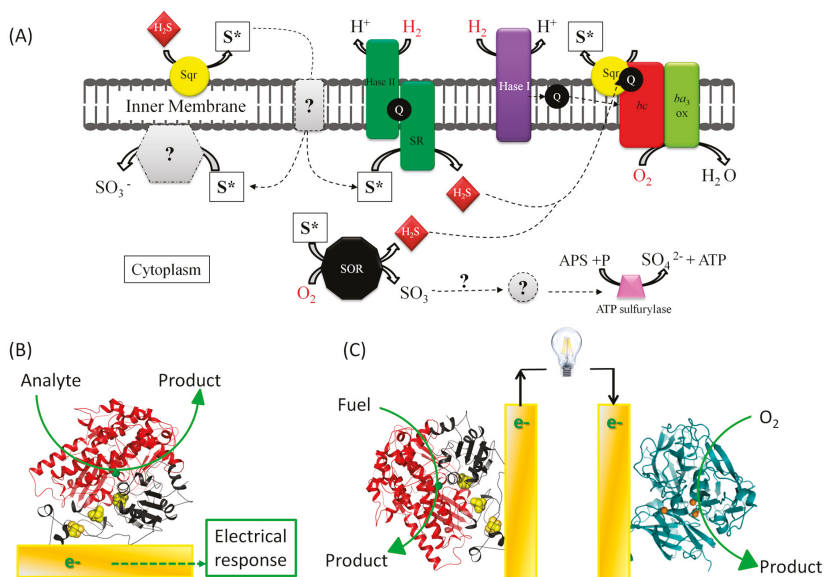 (A)
H2S
S*
Sqr
H+
H2
Hase II
H2
H+
Hase I
S*
Sqr
Q
Inner Membrane
?
Q
SR
Q
bc
ba3
ox
?
SO3-
S*
S*
H2S
O2
H2O
S*
H2S
Cytoplasm
SOR
O2
SO3
?
?
APS +P
SO42- + ATP
ATP sulfurylase
(B)
Analyte
Product
e-
Electrical
response
(C)
Fuel
e-
e-
O2
Product
Product